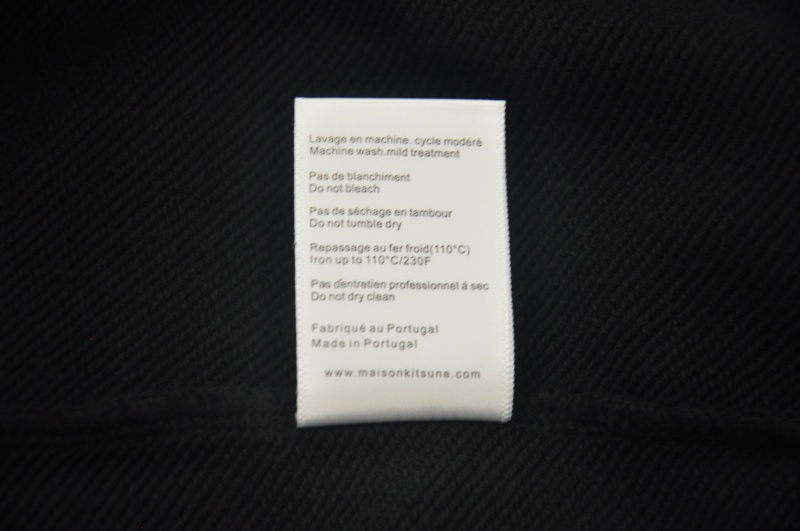 Lavage en machine. cycle modéré
Machine wash.mild treatment
Pas de blanchiment
Do not bleach
Pas de séchage en tambour
Do not tumble dry
Repassage au fer froid(110°C)
Iron up to 110°C/230F
Pas d'entretien professionnel á sec
Do not dry clean
Fabriqué au Portugal
Made in Portugal
www.maisonkitsune.com